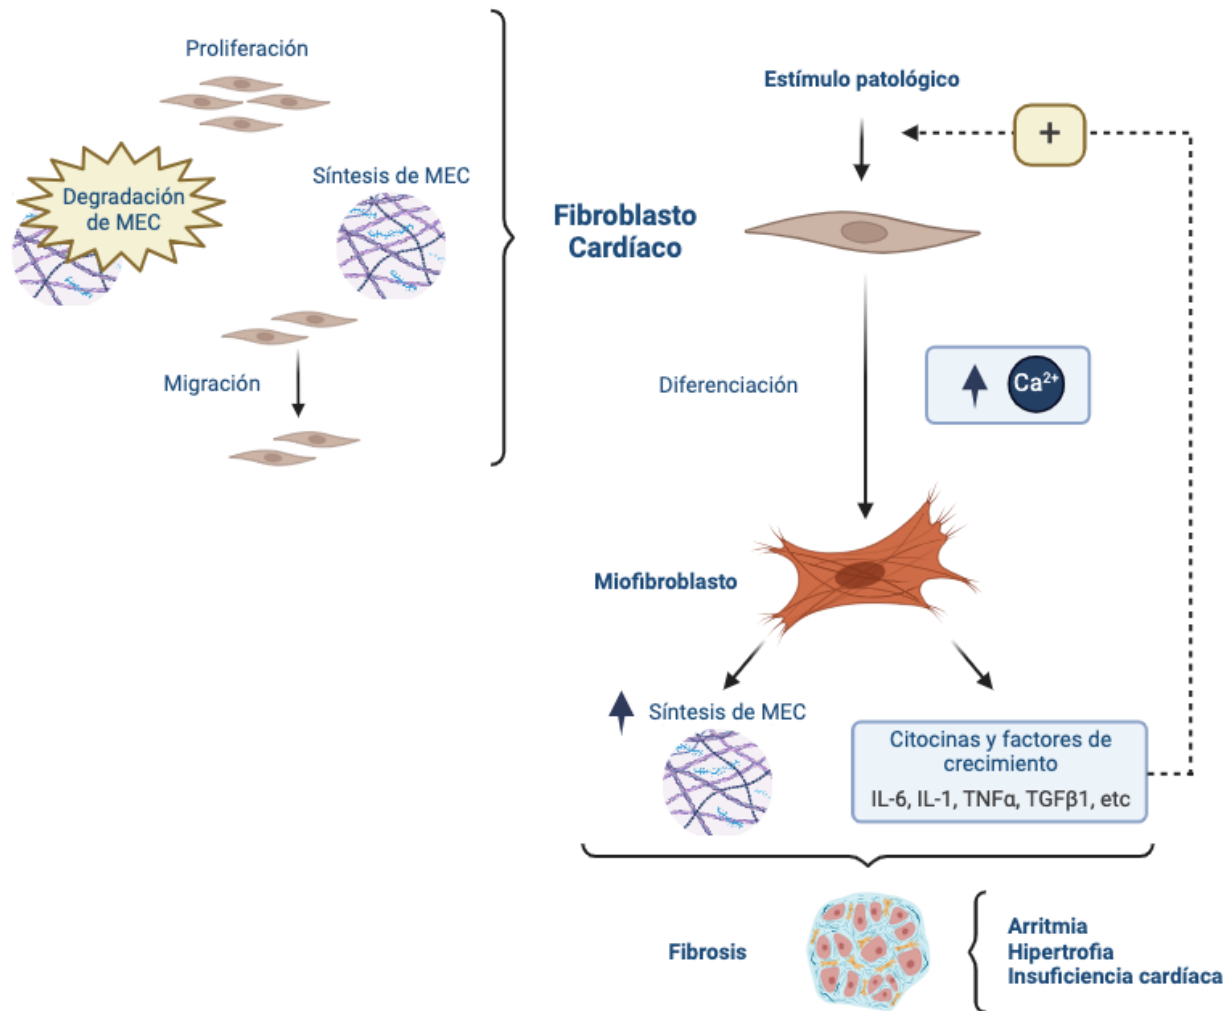 Proliferación
Degradación
de MEC
Síntesis de MEC
Migración
Estímulo patológico
+
Fibroblasto
Cardíaco
Diferenciación
Ca²⁺
Miofibroblasto
Síntesis de MEC
Citocinas y factores de
crecimiento
IL-6, IL-1, TNFα, TGFβ1, etc
Fibrosis
Arritmia
Hipertrofia
Insuficiencia cardíaca